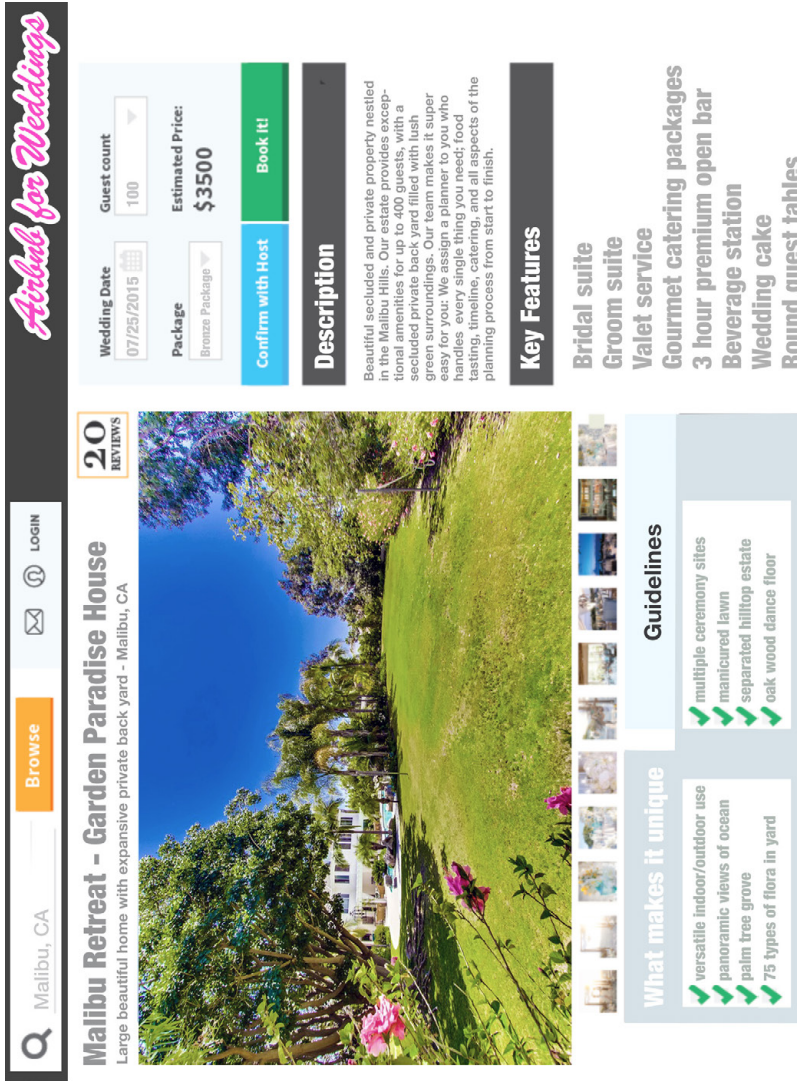 Malibu, CA
Browse
LOGIN
Airbnb for Weddings
Malibu Retreat - Garden Paradise House
Large beautiful home with expansive private back yard - Malibu, CA
20
REVIEWS
What makes it unique
Guidelines
versatile indoor/outdoor use
panoramic views of ocean
palm tree grove
75 types of flora in yard
multiple ceremony sites
manicured lawn
separated hilltop estate
oak wood dance floor
Wedding Date
Guest count
07/25/2015
100
Package
Estimated Price:
Bronze Package
$3500
Confirm with Host
Book it!
Description
Beautiful secluded and private property nestled
in the Malibu Hills. Our estate provides excep-
tional amenities for up to 400 guests, with a
secluded private back yard filled with lush
green surroundings. Our team makes it super
easy for you: We assign a planner to you who
handles every single thing you need; food
tasting, timeline, catering, and all aspects of the
planning process from start to finish.
Key Features
Bridal suite
Groom suite
Valet service
Gourmet catering packages
3 hour premium open bar
Beverage station
Wedding cake
Round guest tables